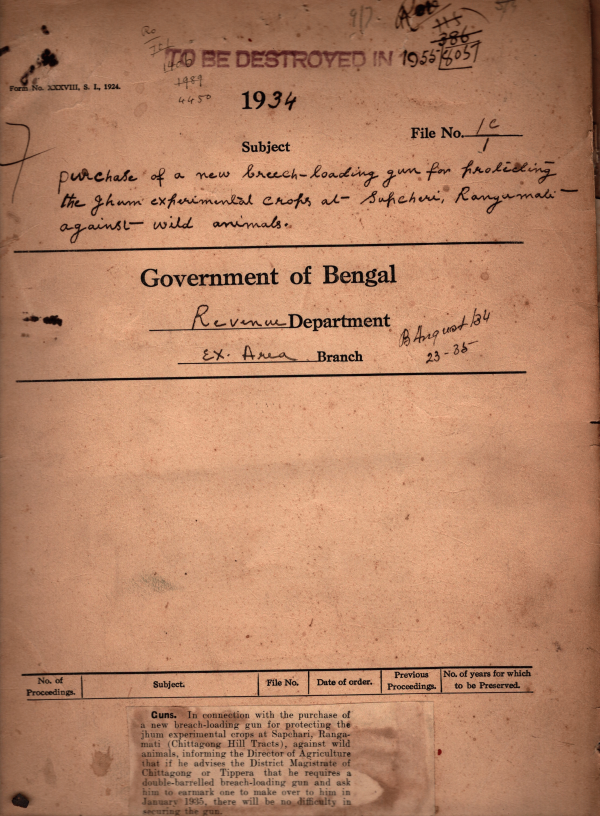 TO BE DESTROYED IN 1955
8057
115
386
Form No. XXXVIII, S. I., 1924.
1989
4450
1934
File No. 1C/1
Subject
purchase of a new breech-loading gun for protecting
the jhum experimental crops at Sapcheri, Rangamati
against wild animals.
Government of Bengal
Revenue Department
Ex. Area Branch
B August/34
23-35
No. of Proceedings.
Subject.
File No.
Date of order.
Previous Proceedings.
No. of years for which to be Preserved.
Guns. In connection with the purchase of
a new breach-loading gun for protecting the
jhum experimental crops at Sapchari, Ranga-
mati (Chittagong Hill Tracts), against wild
animals, informing the Director of Agriculture
that if he advises the District Magistrate of
Chittagong or Tippera that he requires a
double-barrelled breech-loading gun and ask
him to earmark one to make over to him in
January 1935, there will be no difficulty in
securing the gun.